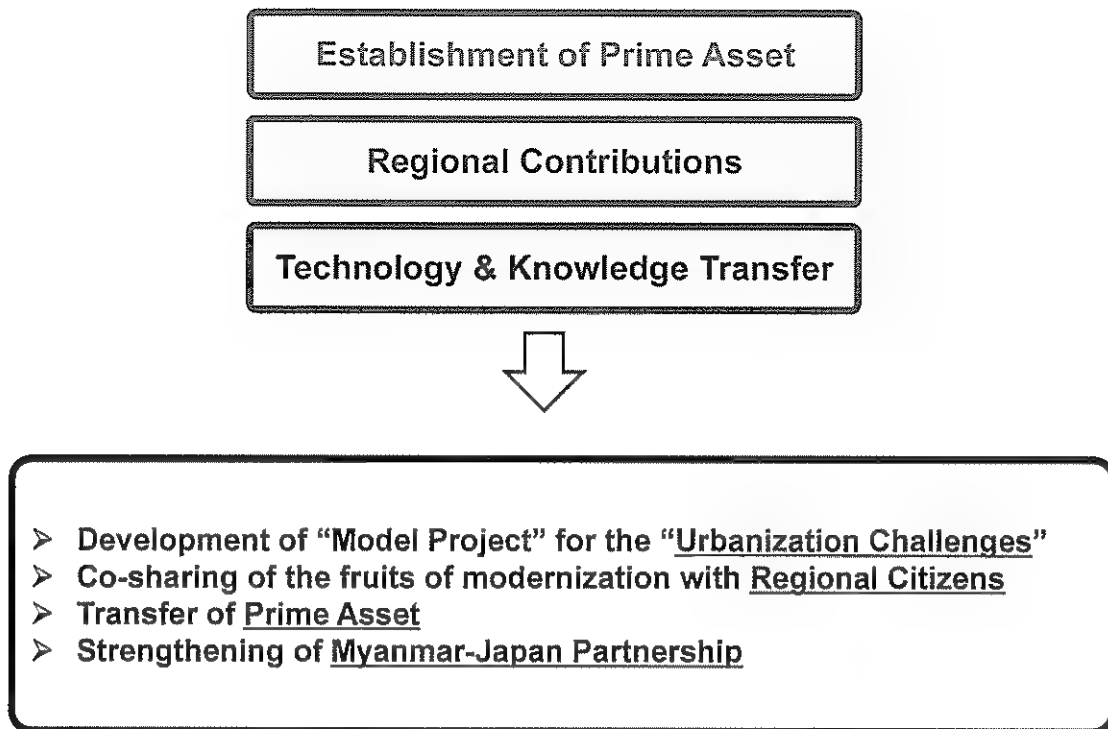 Establishment of Prime Asset
Regional Contributions
Technology & Knowledge Transfer
➢ Development of “Model Project” for the “Urbanization Challenges”
➢ Co-sharing of the fruits of modernization with Regional Citizens
➢ Transfer of Prime Asset
➢ Strengthening of Myanmar-Japan Partnership